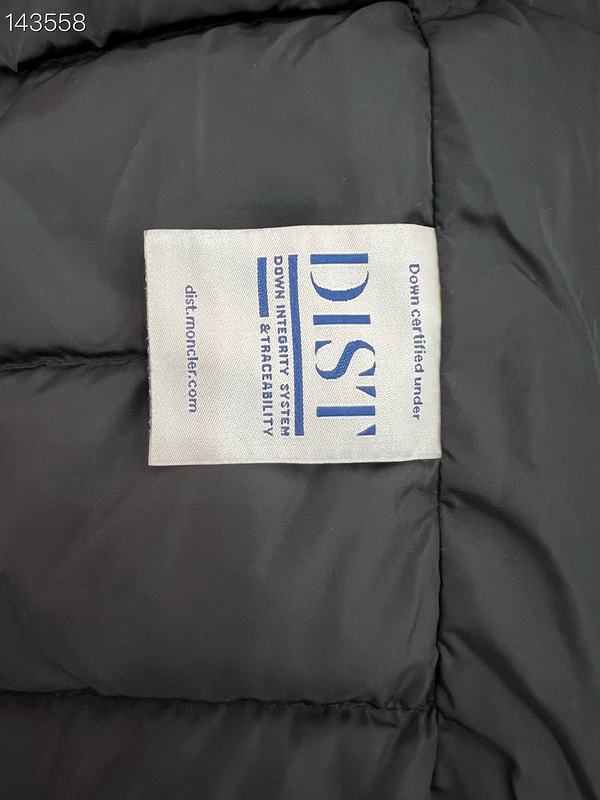 143558
Down certified under
DIST
DOWN INTEGRITY SYSTEM
& TRACEABILITY
dist.moncler.com